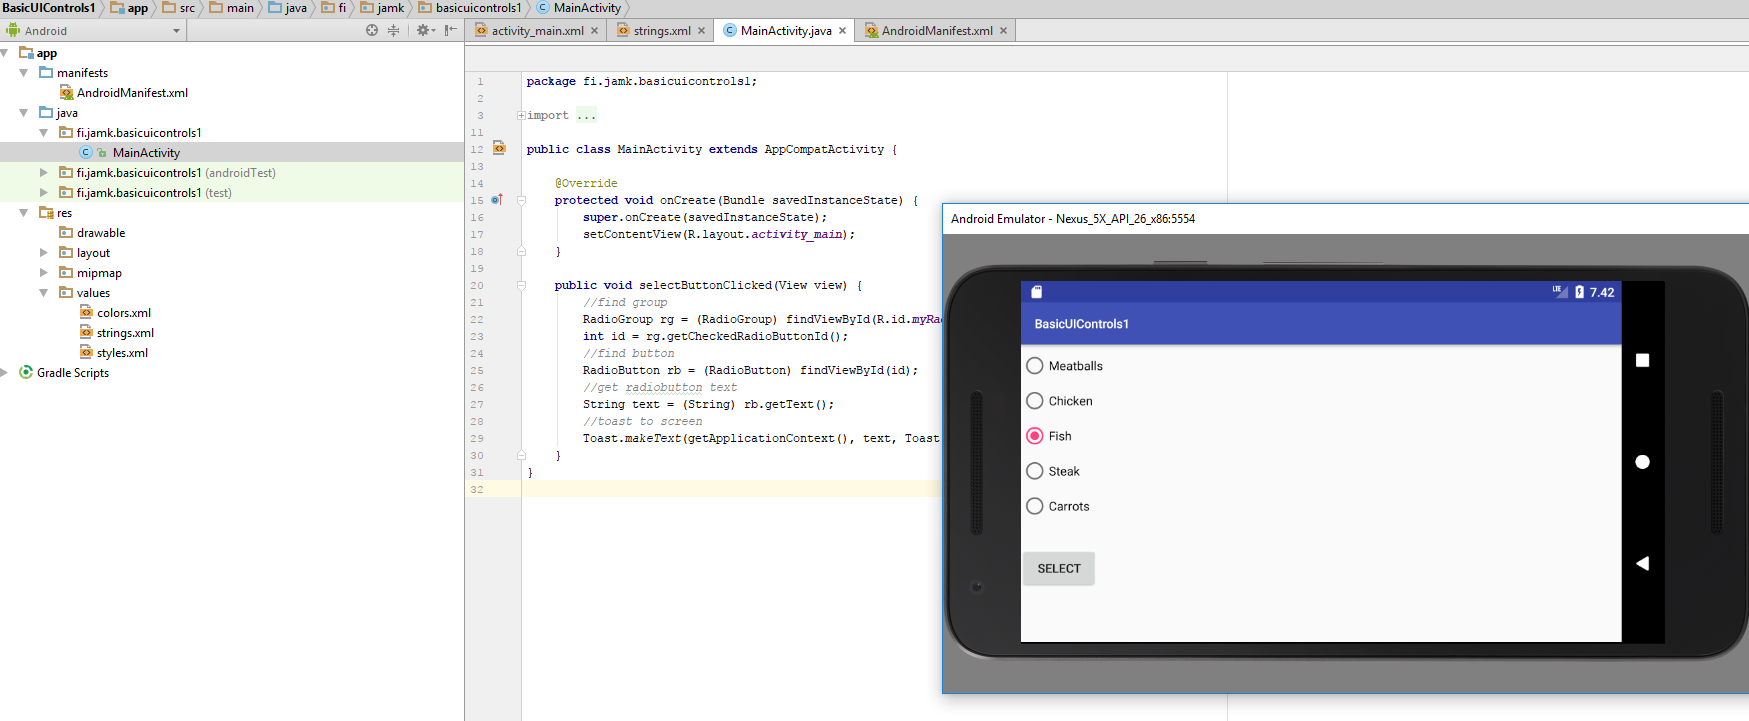 BasicUIControls1 app src main java fi jamk basicuicontrols1 MainActivity
Android
activity_main.xml strings.xml MainActivity.java AndroidManifest.xml
app
manifests
AndroidManifest.xml
java
fi.jamk.basicuicontrols1
MainActivity
fi.jamk.basicuicontrols1 (androidTest)
fi.jamk.basicuicontrols1 (test)
res
drawable
layout
mipmap
values
colors.xml
strings.xml
styles.xml
Gradle Scripts
1 package fi.jamk.basicuicontrols1;
2
3 import ...
11
12 public class MainActivity extends AppCompatActivity {
13
14 @Override
15 protected void onCreate(Bundle savedInstanceState) {
16 super.onCreate(savedInstanceState);
17 setContentView(R.layout.activity_main);
18 }
19
20 public void selectButtonClicked(View view) {
21 //find group
22 RadioGroup rg = (RadioGroup) findViewById(R.id.myRa
23 int id = rg.getCheckedRadioButtonId();
24 //find button
25 RadioButton rb = (RadioButton) findViewById(id);
26 //get radiobutton text
27 String text = (String) rb.getText();
28 //toast to screen
29 Toast.makeText(getApplicationContext(), text, Toast
30 }
31 }
32
Android Emulator - Nexus_5X_API_26_x86:5554
LTE 7.42
BasicUIControls1
Meatballs
Chicken
Fish
Steak
Carrots
SELECT